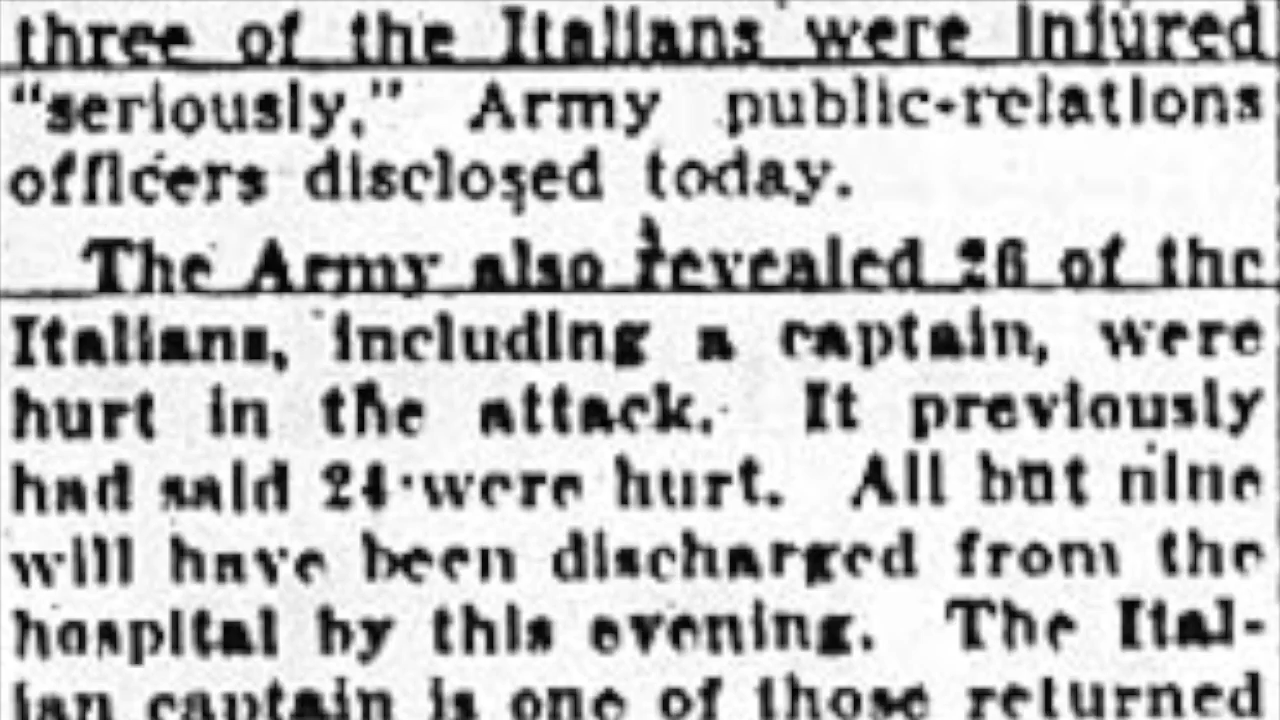 three of the Italians were injured
"seriously," Army public-relations
officers disclosed today.
The Army also revealed 26 of the
Italians, including a captain, were
hurt in the attack. It previously
had said 24 were hurt. All but nine
will have been discharged from the
hospital by this evening. The Ital-
ian captain is one of those returned